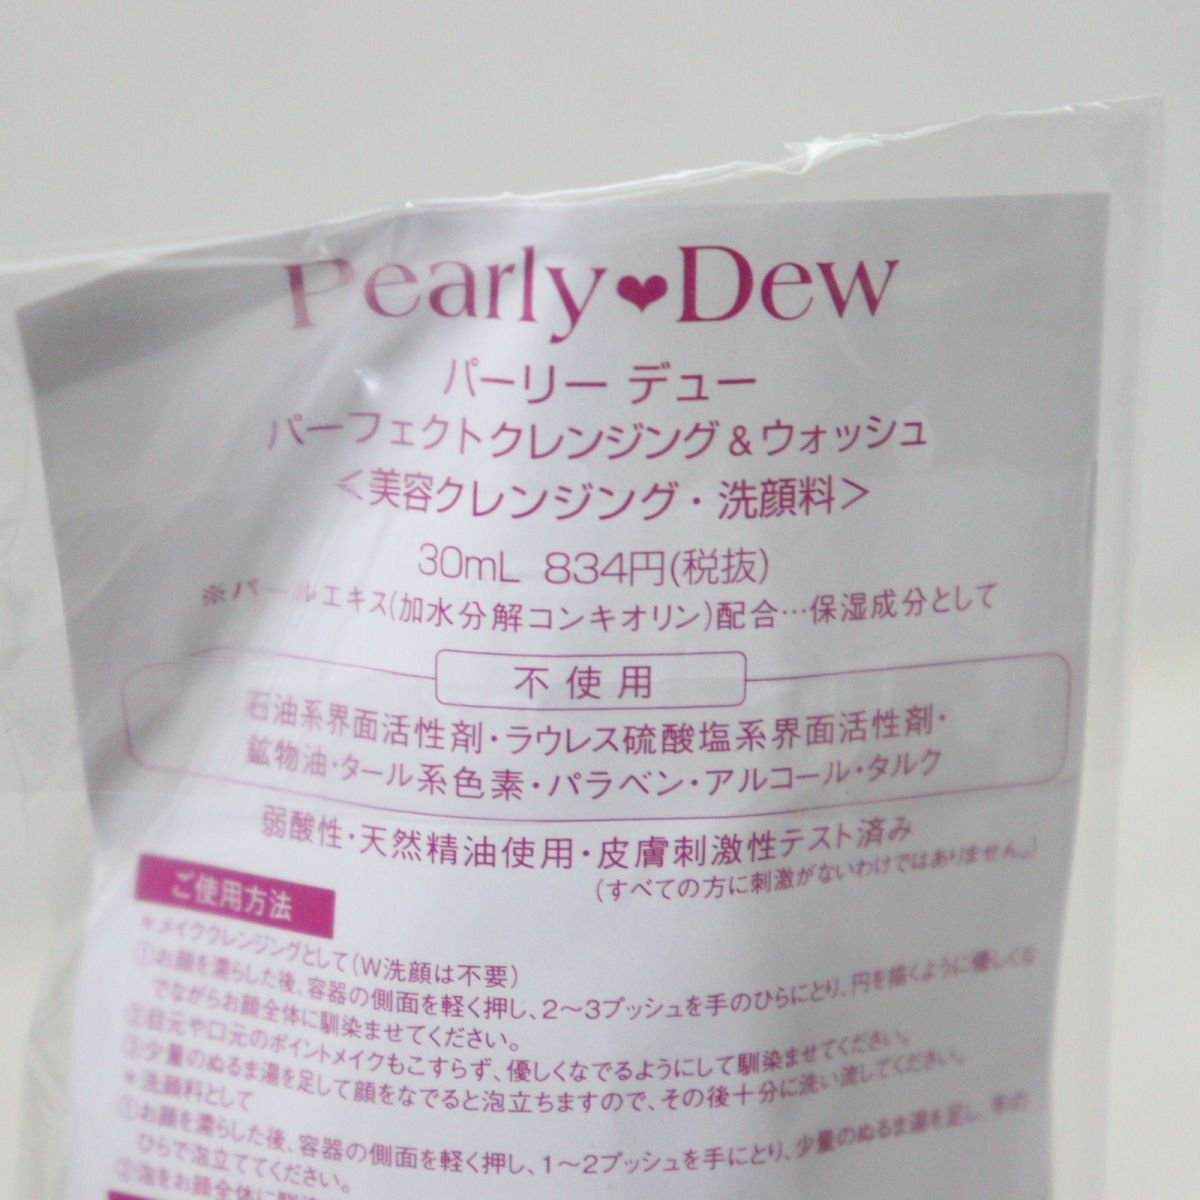 Pearly❤Dew
パーリー デュー
パーフェクトクレンジング&ウォッシュ
<美容クレンジング・洗顔料>
30mL 834円(税抜)
※パールエキス(加水分解コンキオリン)配合…保湿成分として
不使用
石油系界面活性剤・ラウレス硫酸塩系界面活性剤・
鉱物油・タール系色素・パラベン・アルコール・タルク
弱酸性・天然精油使用・皮膚刺激性テスト済み
(すべての方に刺激がないわけではありません。)
ご使用方法
*メイククレンジングとして(W洗顔は不要)
①お顔を濡らした後、容器の側面を軽く押し、2〜3プッシュを手のひらにとり、円を描くように優しくな
でながらお顔全体に馴染ませてください。
②目元や口元のポイントメイクもこすらず、優しくなでるようにして馴染ませてください。
③少量のぬるま湯を足して顔をなでると泡立ちますので、その後十分に洗い流してください。
*洗顔料として
①お顔を濡らした後、容器の側面を軽く押し、1〜2プッシュを手にとり、少量のぬるま湯を足し、手の
ひらで泡立ててください。
②泡をお顔全体に馴染